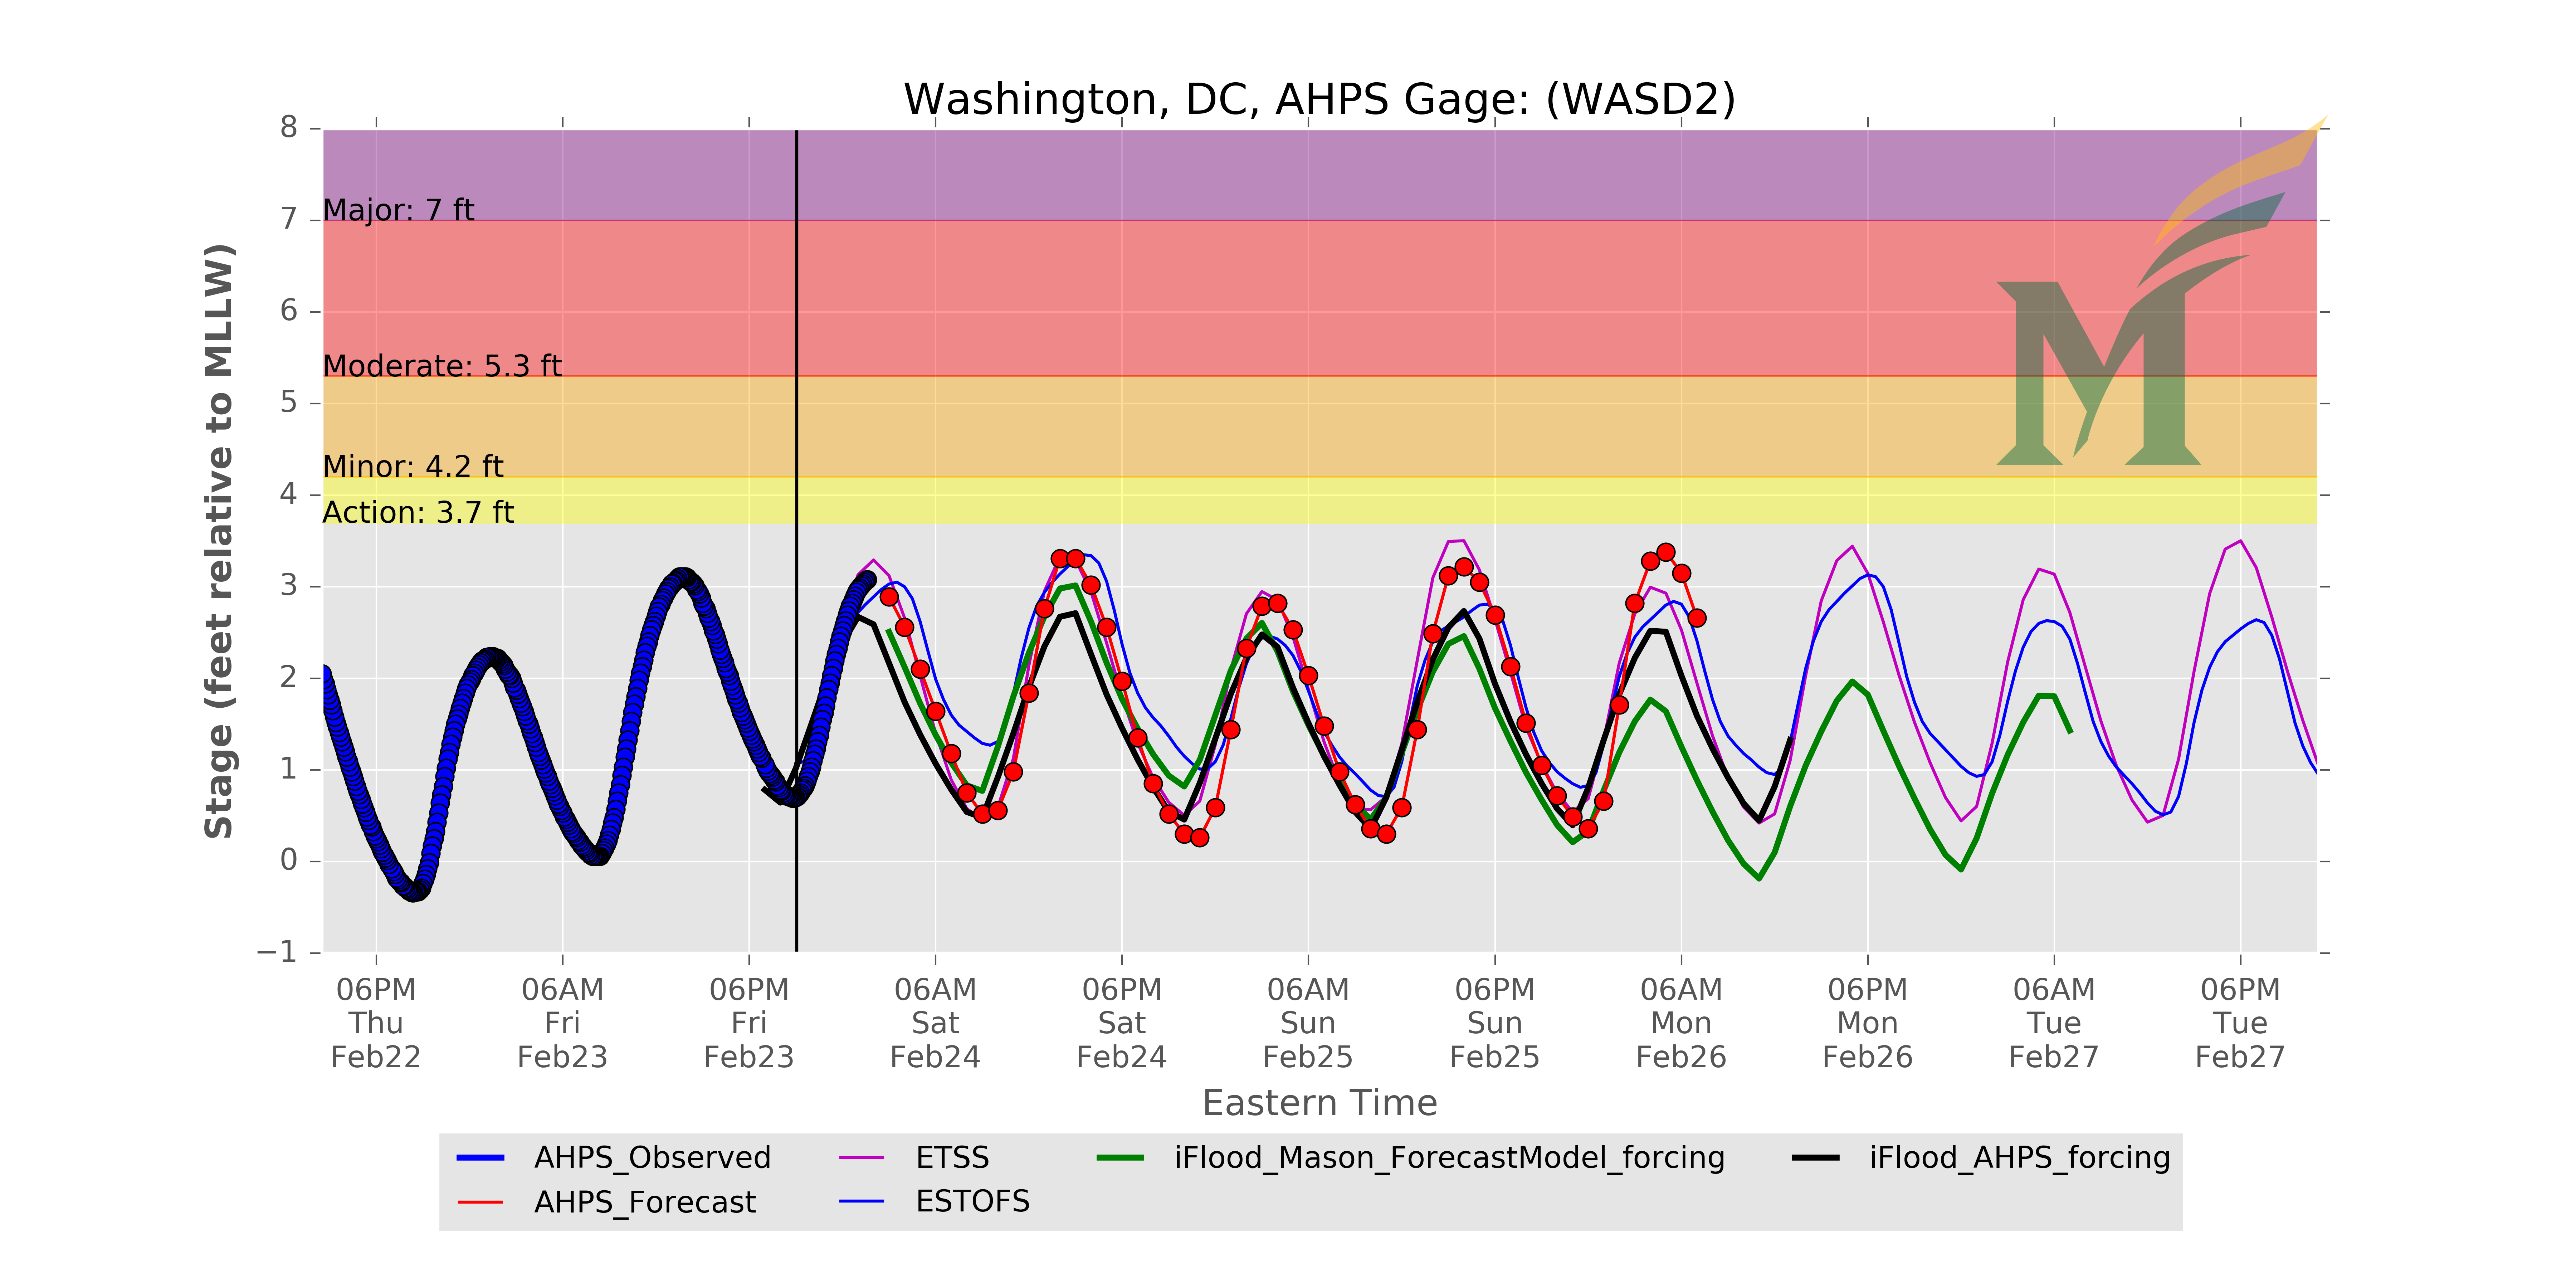 Washington, DC, AHPS Gage: (WASD2)
8
7
6
5
4
3
2
1
0
−1
Stage (feet relative to MLLW)
Major: 7 ft
Moderate: 5.3 ft
Minor: 4.2 ft
Action: 3.7 ft
M
06PM 06AM 06PM 06AM 06PM 06AM 06PM 06AM 06PM 06AM 06PM
Thu Fri Fri Sat Sat Sun Sun Mon Mon Tue Tue
Feb22 Feb23 Feb23 Feb24 Feb24 Feb25 Feb25 Feb26 Feb26 Feb27 Feb27
Eastern Time
AHPS_Observed ETSS iFlood_Mason_ForecastModel_forcing iFlood_AHPS_forcing
AHPS_Forecast ESTOFS